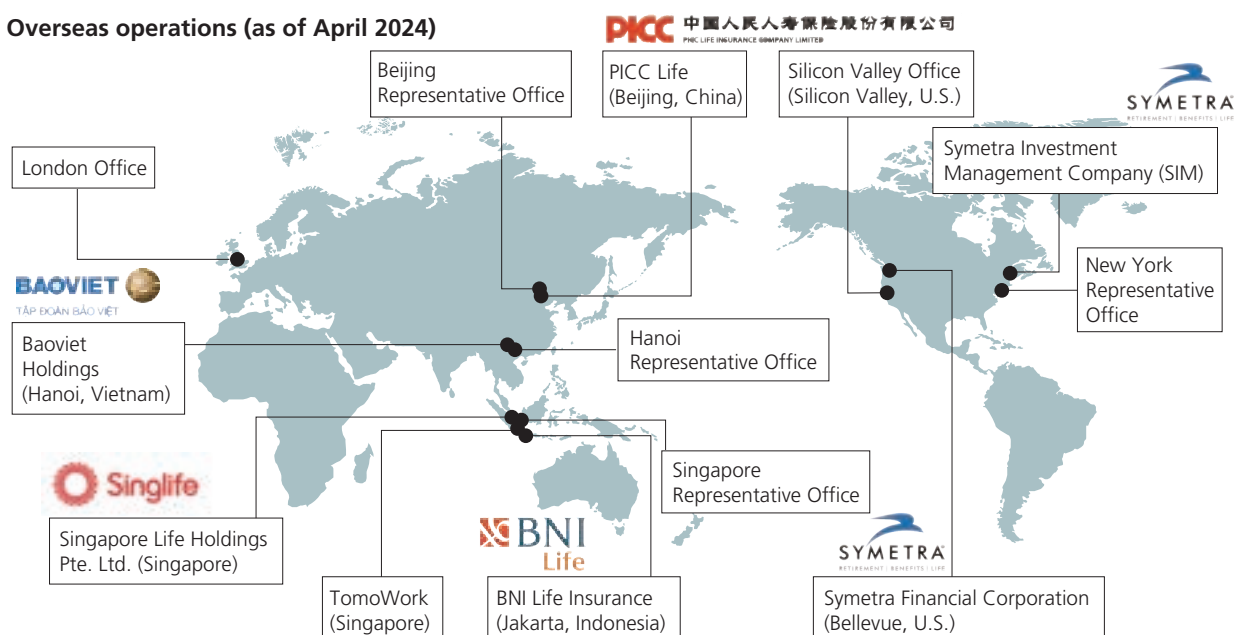 Overseas operations (as of April 2024)
PICC 中国人民人寿保险股份有限公司
PICC LIFE INSURANCE COMPANY LIMITED
Beijing
Representative Office
PICC Life
(Beijing, China)
Silicon Valley Office
(Silicon Valley, U.S.)
SYMETRA
RETIREMENT | BENEFITS | LIFE
Symetra Investment
Management Company (SIM)
London Office
New York
Representative
Office
BAOVIET
TẬP ĐOÀN BẢO VIỆT
Baoviet
Holdings
(Hanoi, Vietnam)
Hanoi
Representative Office
Singapore
Representative Office
Singlife
Singapore Life Holdings
Pte. Ltd. (Singapore)
BNI
Life
SYMETRA
RETIREMENT | BENEFITS | LIFE
TomoWork
(Singapore)
BNI Life Insurance
(Jakarta, Indonesia)
Symetra Financial Corporation
(Bellevue, U.S.)